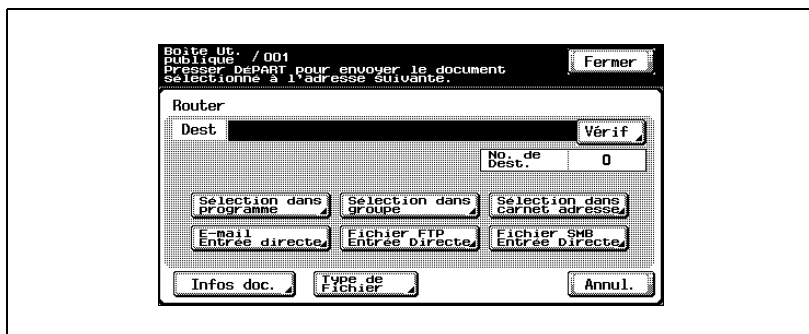 Boîte Ut.
publique / 001
Presser DéPART pour envoyer le document
sélectionné à l'adresse suivante.
Fermer
Router
Dest
Vérif
No. de
Dest.
0
Sélection dans
programme
Sélection dans
groupe
Sélection dans
carnet adresse
E-mail
Entrée directe
Fichier FTP
Entrée Directe
Fichier SMB
Entrée Directe
Infos doc.
Type de
Fichier
Annul.